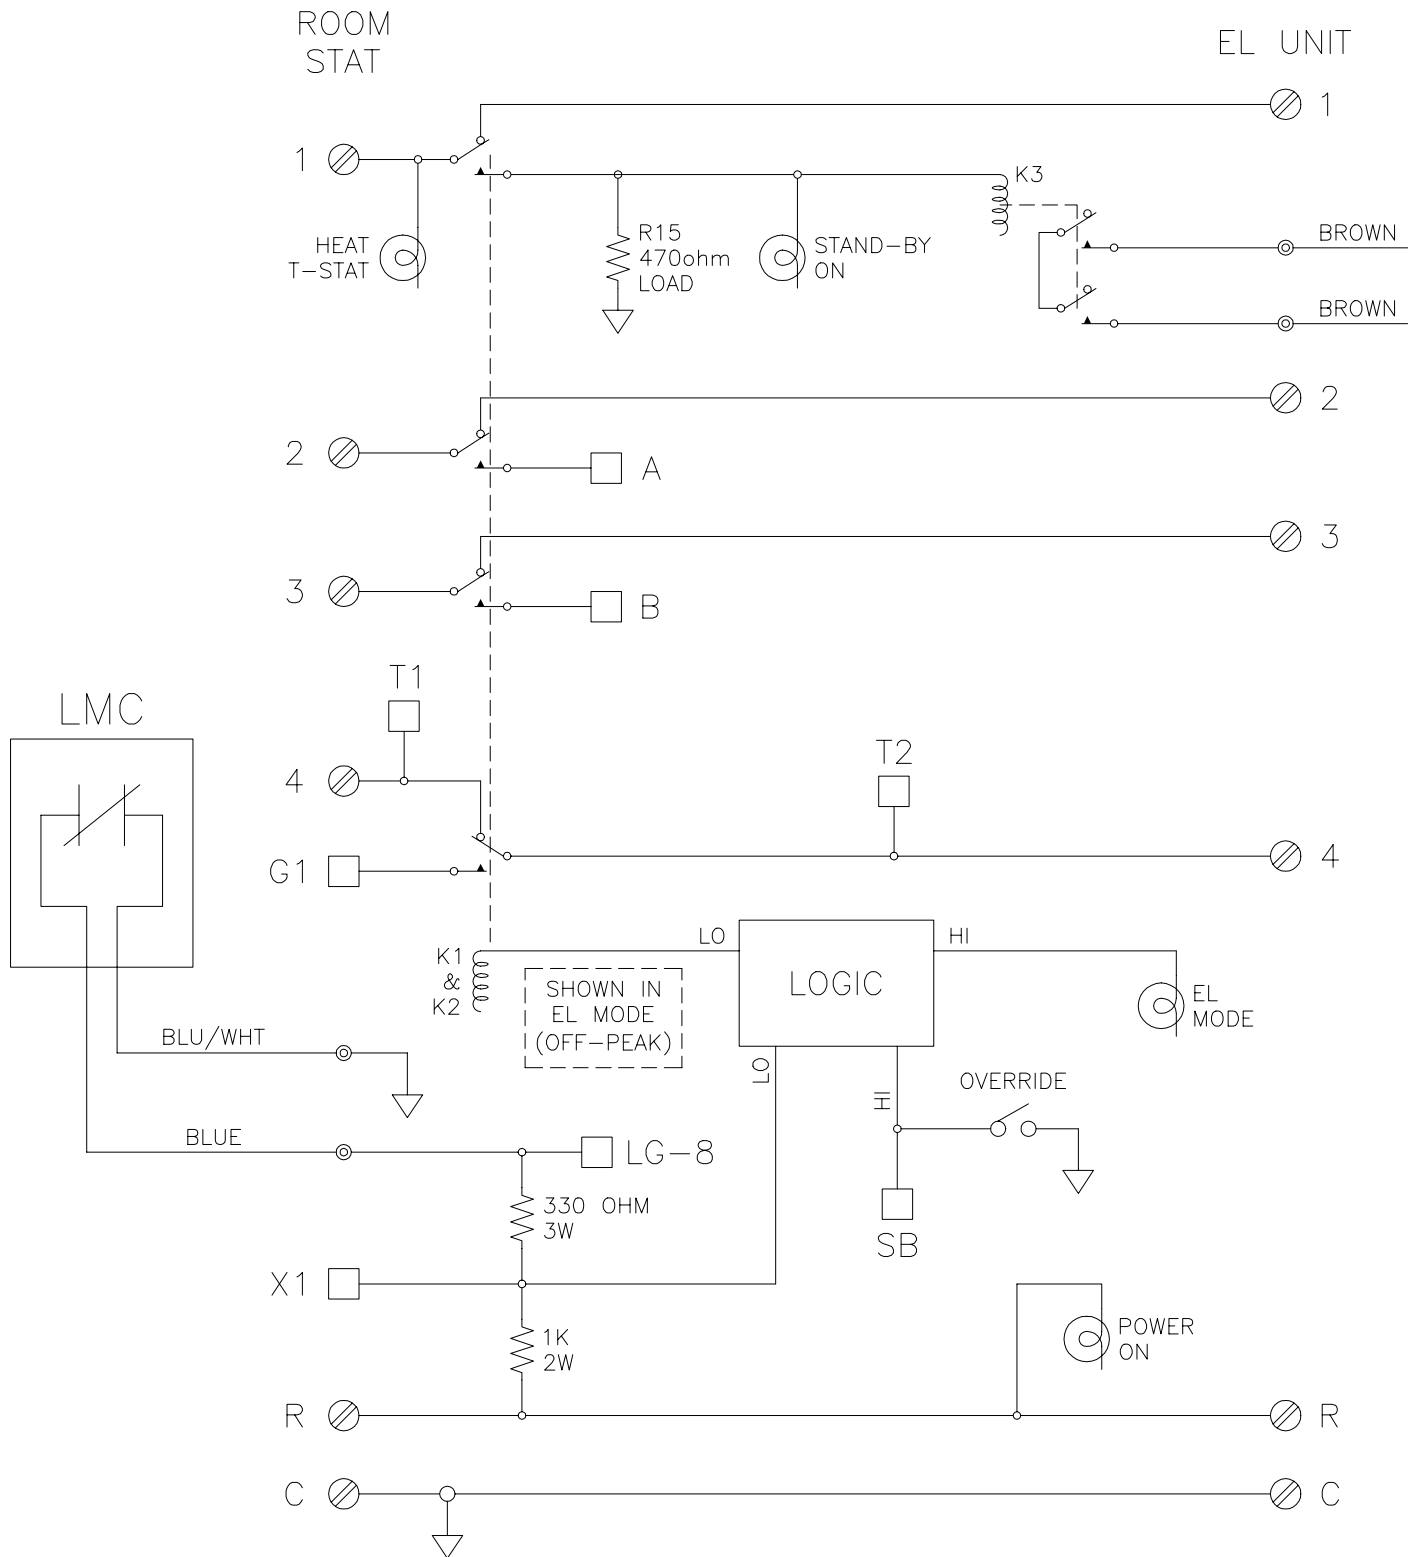 ROOM
STAT
EL UNIT
1
1
K3
HEAT
T-STAT
R15
470ohm
LOAD
STAND-BY
ON
BROWN
BROWN
2
2
A
3
3
B
T1
LMC
4
T2
G1
4
K1
&
K2
LO
LOGIC
HI
SHOWN IN
EL MODE
(OFF-PEAK)
EL
MODE
BLU/WHT
LO
HI
OVERRIDE
BLUE
LG-8
330 OHM
3W
SB
X1
1K
2W
POWER
ON
R
R
C
C